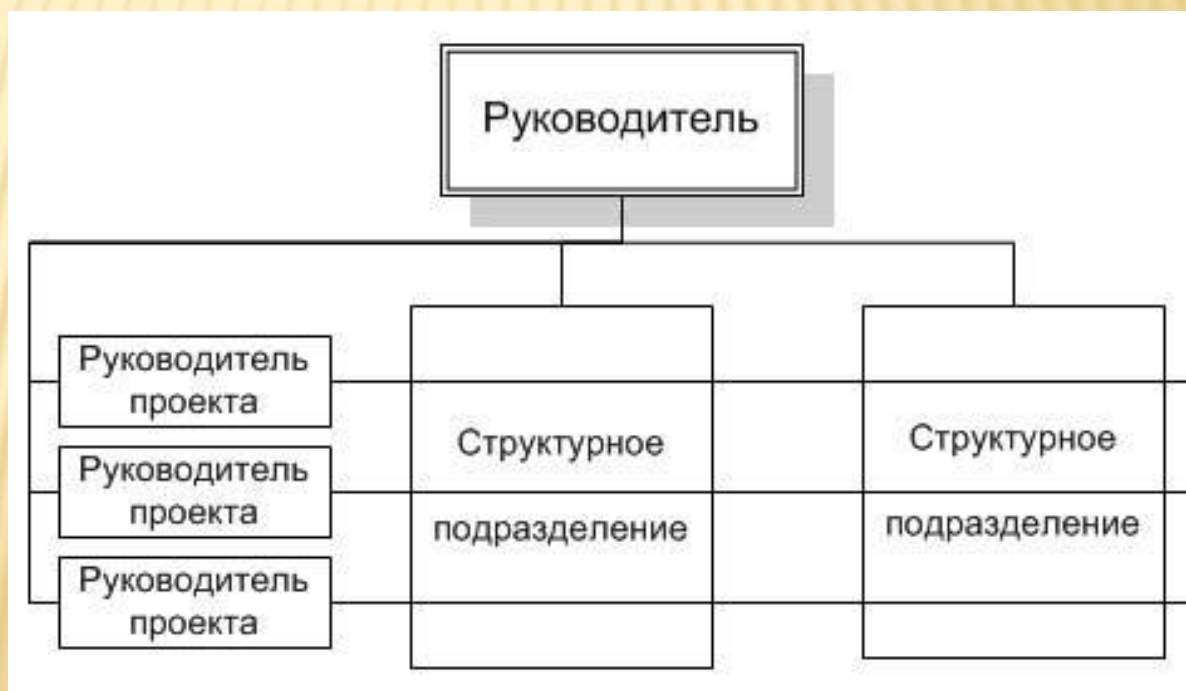 Руководитель
Руководитель
проекта
Руководитель
проекта
Руководитель
проекта
Структурное
подразделение
Структурное
подразделение